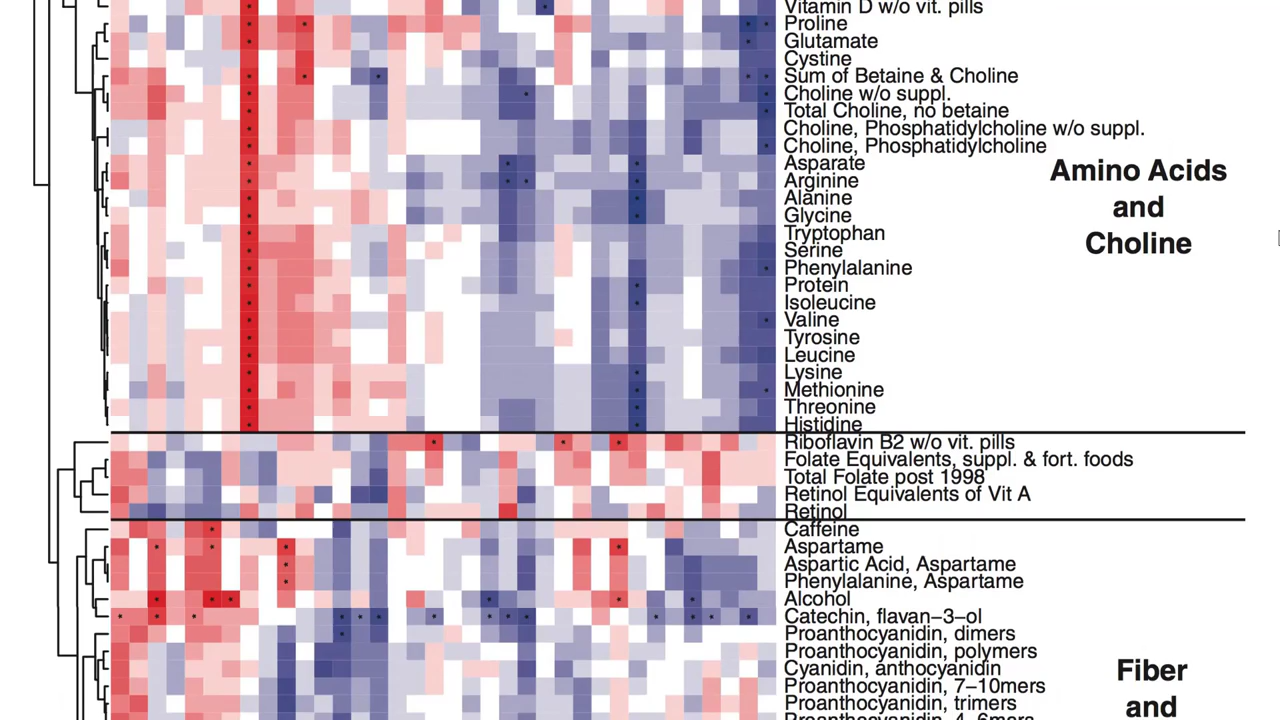 Vitamin D w/o vit. pills
Proline
Glutamate
Cystine
Sum of Betaine & Choline
Choline w/o suppl.
Total Choline, no betaine
Choline, Phosphatidylcholine w/o suppl.
Choline, Phosphatidylcholine
Asparate
Arginine
Alanine
Glycine
Tryptophan
Serine
Phenylalanine
Protein
Isoleucine
Valine
Tyrosine
Leucine
Lysine
Methionine
Threonine
Histidine
Amino Acids
and
Choline
Riboflavin B2 w/o vit. pills
Folate Equivalents, suppl. & fort. foods
Total Folate post 1998
Retinol Equivalents of Vit A
Retinol
Caffeine
Aspartame
Aspartic Acid, Aspartame
Phenylalanine, Aspartame
Alcohol
Catechin, flavan−3−ol
Proanthocyanidin, dimers
Proanthocyanidin, polymers
Cyanidin, anthocyanidin
Proanthocyanidin, 7−10mers
Proanthocyanidin, trimers
Proanthocyanidin, 4−6mers
Fiber
and